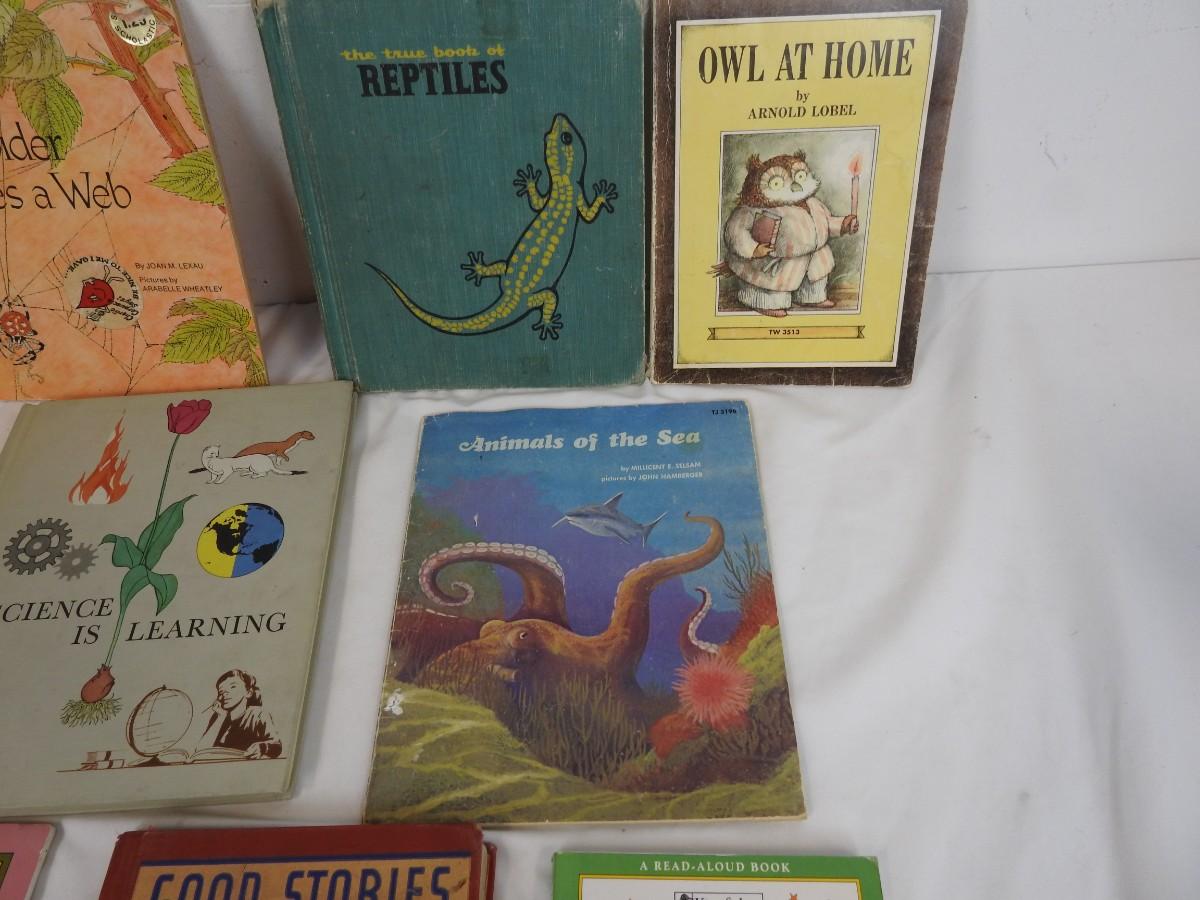 SCHOLASTIC
es a Web
By JOAN M. LEXAU
Pictures by
ARABELLE WHEATLEY
the true book of
REPTILES
OWL AT HOME
by
ARNOLD LOBEL
TW 3513
SCIENCE
IS LEARNING
TJ 3196
Animals of the Sea
by MILLICENT E. SELSAM
pictures by JOHN HAMBERGER
GOOD STORIES
A READ-ALOUD BOOK